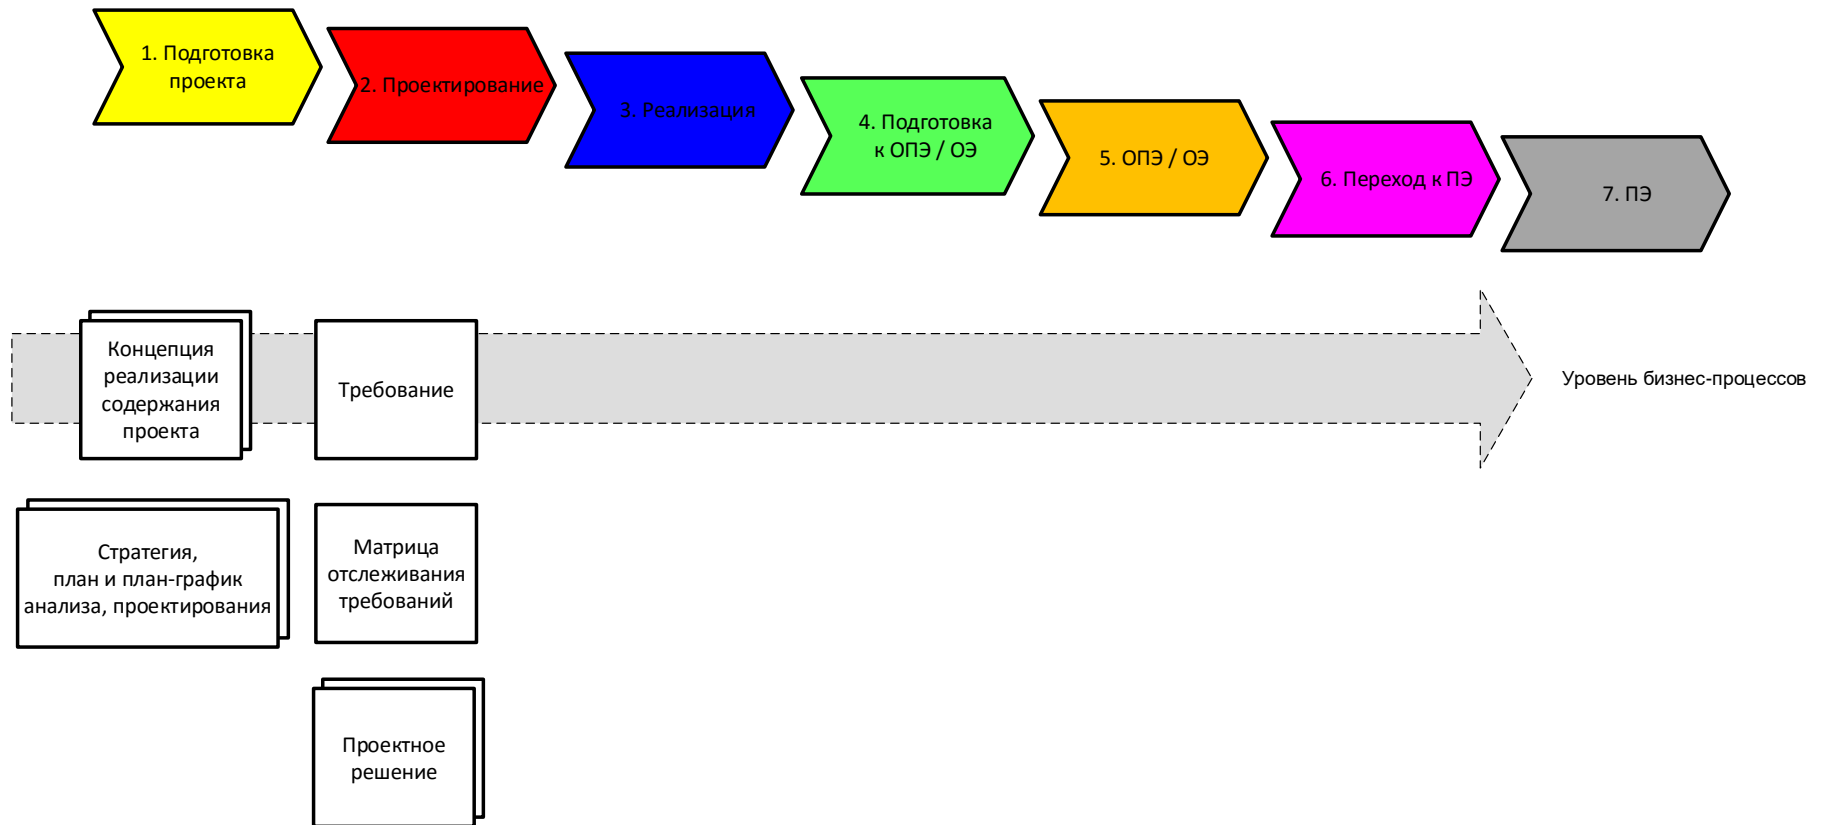 1. Подготовка
проекта
2. Проектирование
3. Реализация
4. Подготовка
к ОПЭ / ОЭ
5. ОПЭ / ОЭ
6. Переход к ПЭ
7. ПЭ
Концепция
реализации
содержания
проекта
Требование
Уровень бизнес-процессов
Стратегия,
план и план-график
анализа, проектирования
Матрица
отслеживания
требований
Проектное
решение